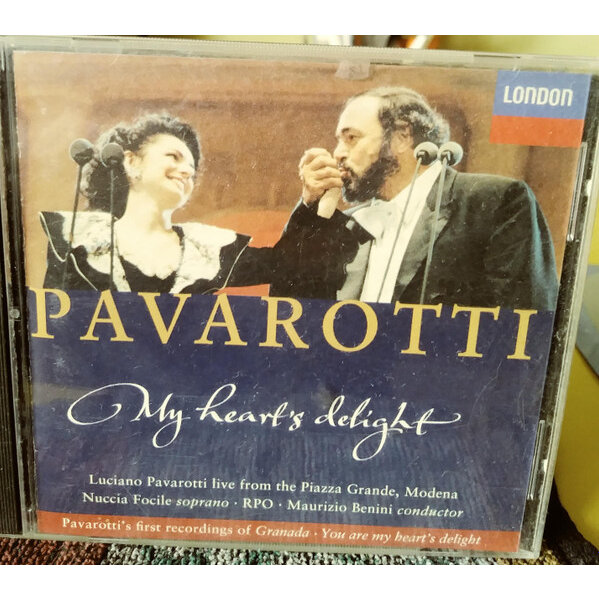 LONDON
PAVAROTTI
My heart's delight
Luciano Pavarotti live from the Piazza Grande, Modena
Nuccia Focile soprano · RPO · Maurizio Benini conductor
Pavarotti's first recordings of Granada · You are my heart's delight